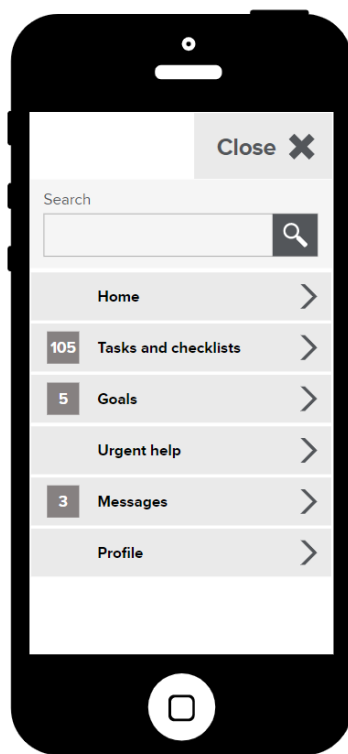 Close
Search
Home
105 Tasks and checklists
5 Goals
Urgent help
3 Messages
Profile